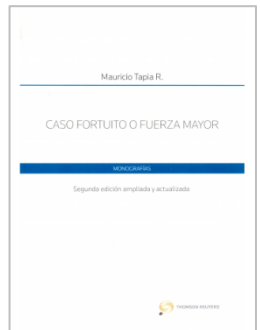 Mauricio Tapia R.
CASO FORTUITO O FUERZA MAYOR
MONOGRAFÍAS
Segunda edición ampliada y actualizada
THOMSON REUTERS